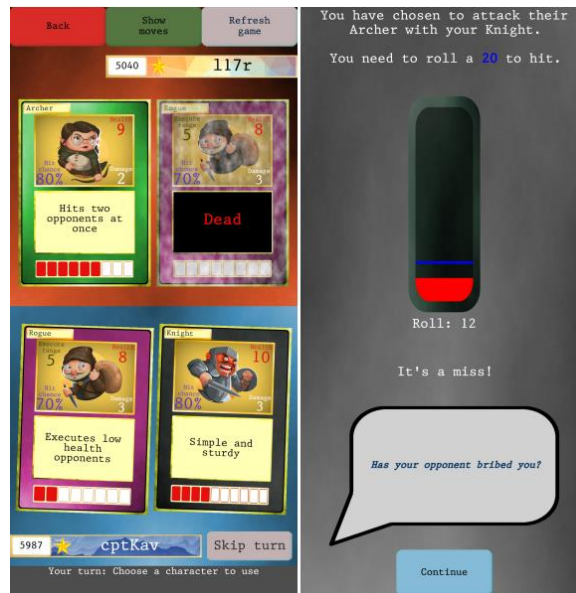 Back
Show
moves
Refresh
game
5040
117r
Archer
Health
9
Hit
chance
80%
Damage
2
Hits two
opponents at
once
Rogue
Execute
range
5
Health
8
Hit
chance
70%
Damage
3
Dead
Rogue
Execute
range
5
Health
8
Hit
chance
70%
Damage
3
Executes low
health
opponents
Knight
Health
10
Hit
chance
80%
Damage
3
Simple and
sturdy
5987
cptKav
Skip turn
Your turn: Choose a character to use
You have chosen to attack their
Archer with your Knight.
You need to roll a 20 to hit.
Roll: 12
It's a miss!
Has your opponent bribed you?
Continue